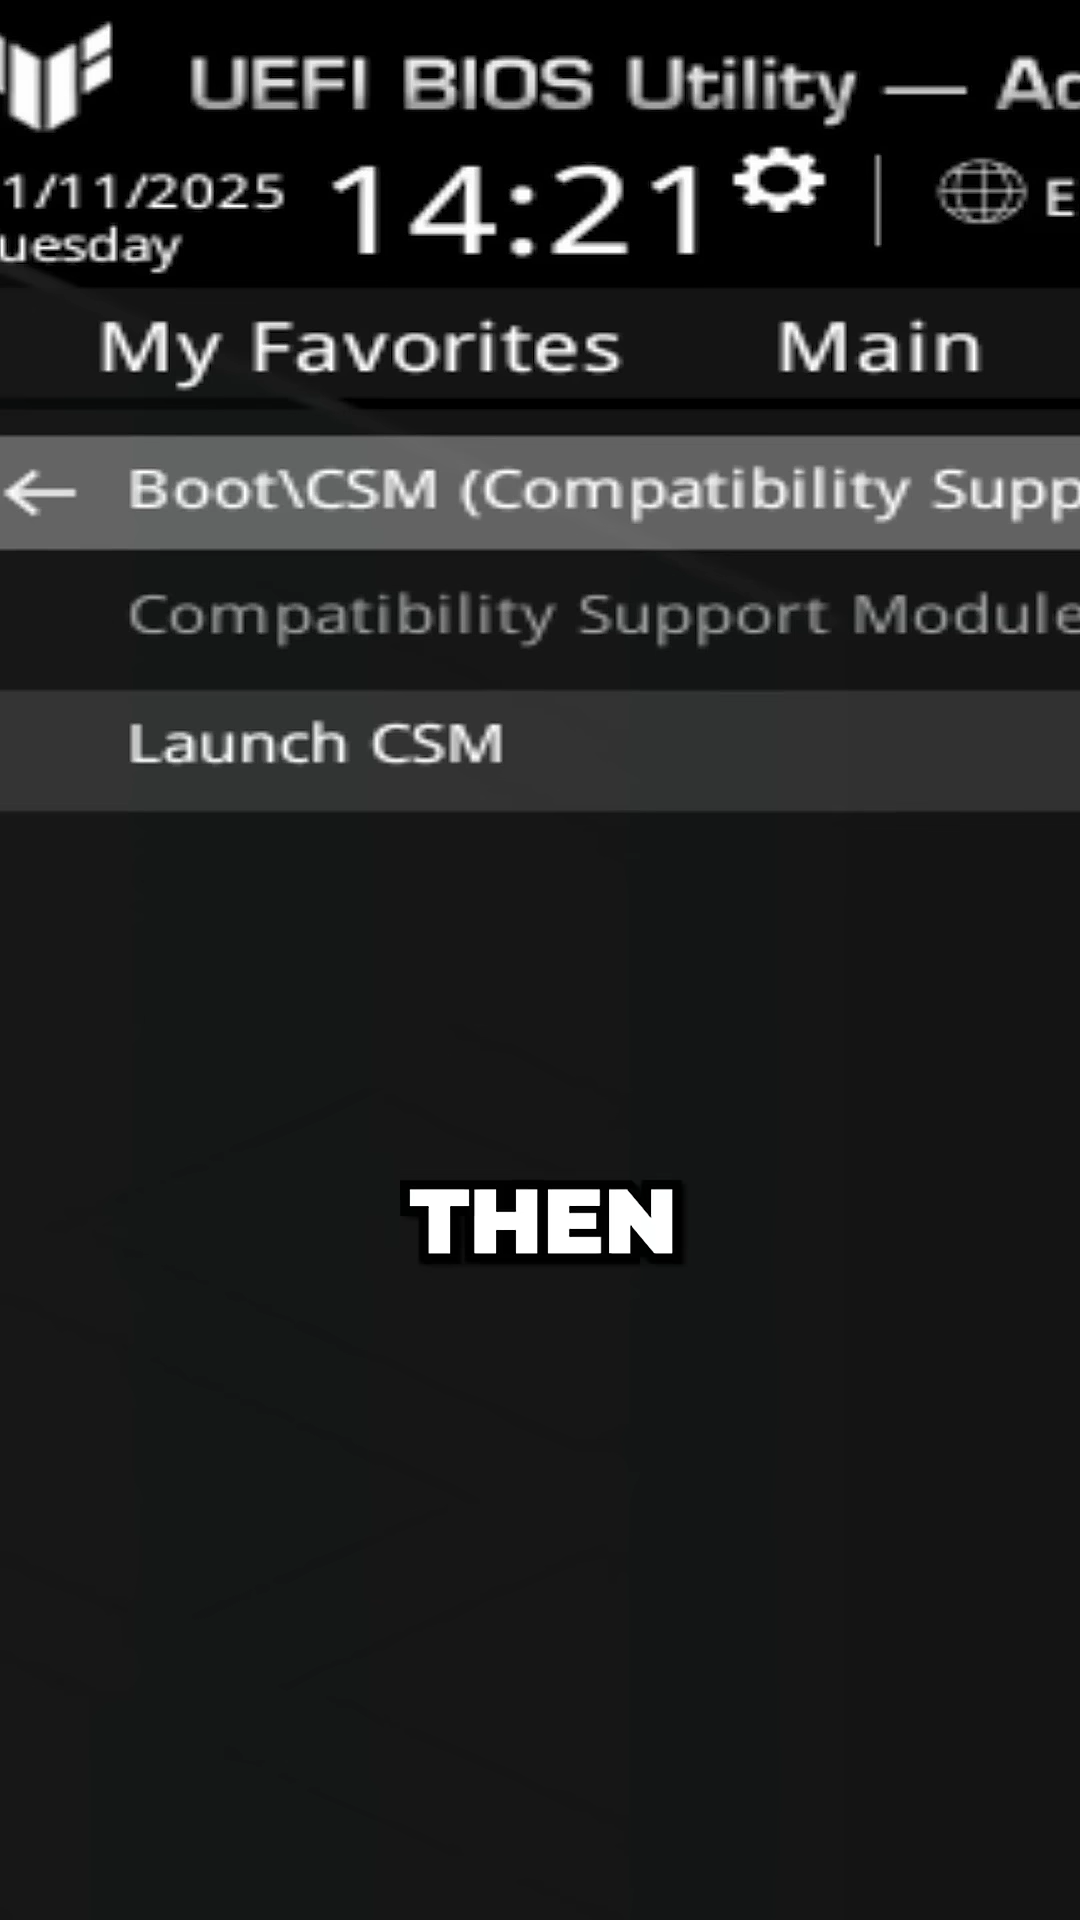 UEFI BIOS Utility —
1/11/2025
14:21
uesday
My Favorites Main
Boot\CSM (Compatibility Supp
Compatibility Support Module
Launch CSM
THEN